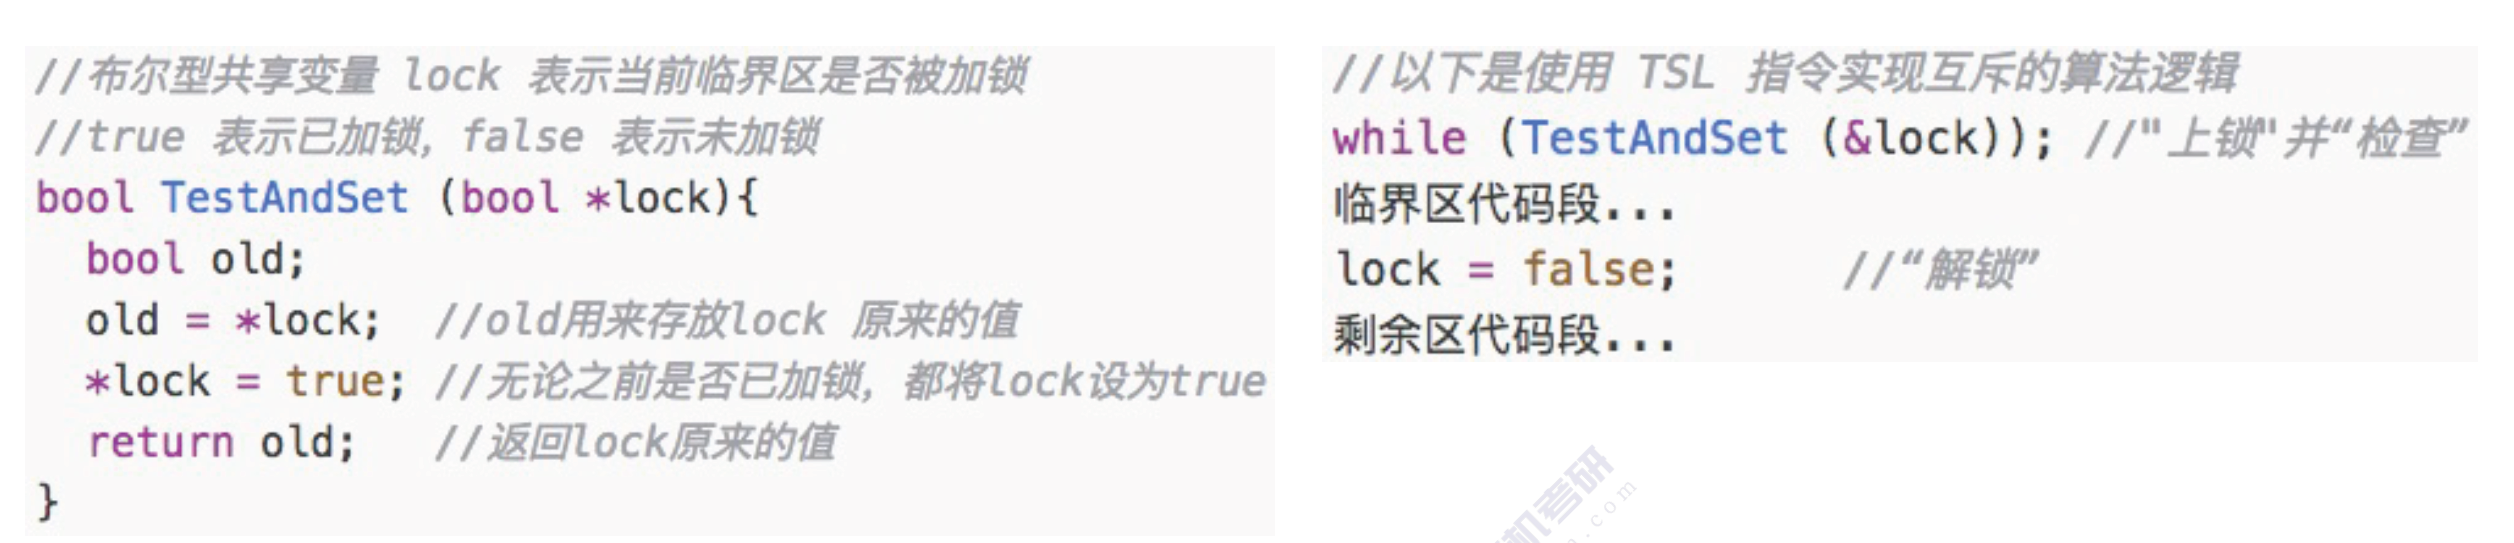 //布尔型共享变量 lock 表示当前临界区是否被加锁
//true 表示已加锁，false 表示未加锁
bool TestAndSet (bool *lock){
bool old;
old = *lock; //old用来存放lock 原来的值
*lock = true; //无论之前是否已加锁，都将lock设为true
return old; //返回lock原来的值
}
//以下是使用 TSL 指令实现互斥的算法逻辑
while (TestAndSet (&lock)); //"上锁"并“检查”
临界区代码段...
lock = false; //“解锁”
剩余区代码段...
机考研
.com